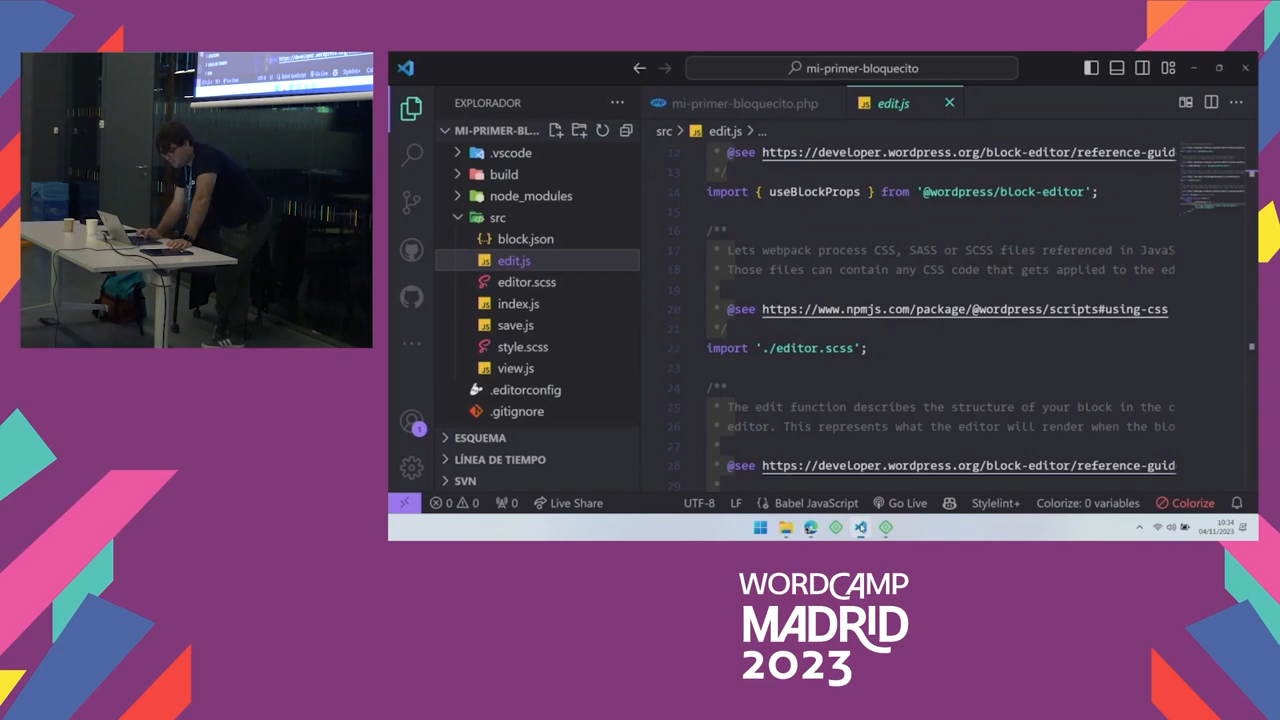 mi-primer-bloquecito
EXPLORADOR
mi-primer-bloquecito.php
edit.js
MI-PRIMER-BL...
src > edit.js > ...
.vscode
build
node_modules
src
block.json
edit.js
editor.scss
index.js
save.js
style.scss
view.js
.editorconfig
.gitignore
ESQUEMA
LÍNEA DE TIEMPO
SVN
12 * @see https://developer.wordpress.org/block-editor/reference-guid
13 */
14 import { useBlockProps } from '@wordpress/block-editor';
15
16 /**
17 * Lets webpack process CSS, SASS or SCSS files referenced in JavaS
18 * Those files can contain any CSS code that gets applied to the ed
19 *
20 * @see https://www.npmjs.com/package/@wordpress/scripts#using-css
21 */
22 import './editor.scss';
23
24 /**
25 * The edit function describes the structure of your block in the c
26 * editor. This represents what the editor will render when the blo
27 *
28 * @see https://developer.wordpress.org/block-editor/reference-guid
29 *
1
0 0 0 Live Share UTF-8 LF Babel JavaScript Go Live Stylelint+ Colorize: 0 variables Colorize
10:34
04/11/2023
WORDCAMP
MADRID
2023